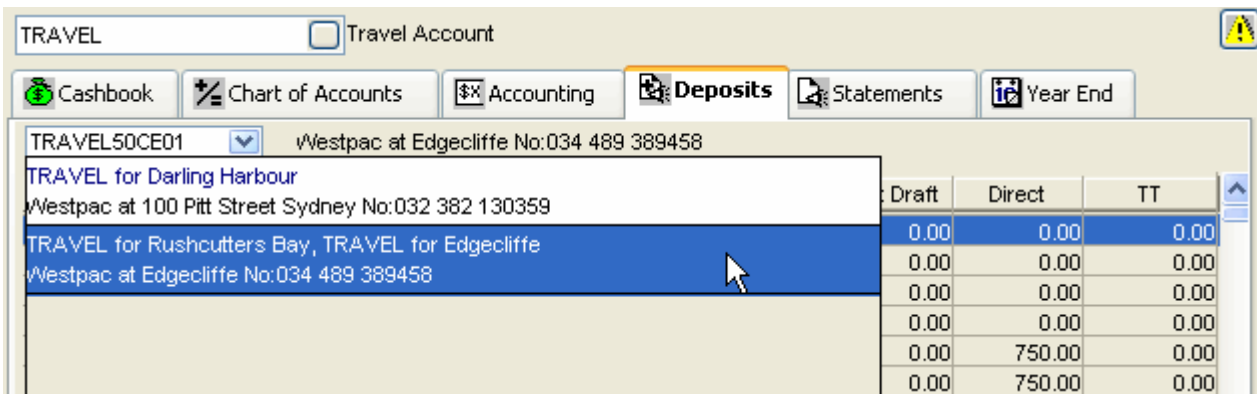 TRAVEL Travel Account
Cashbook Chart of Accounts Accounting Deposits Statements Year End
TRAVEL50CE01 Westpac at Edgecliffe No:034 489 389458
TRAVEL for Darling Harbour
Westpac at 100 Pitt Street Sydney No:032 382 130359
Draft Direct TT
TRAVEL for Rushcutters Bay, TRAVEL for Edgecliffe
Westpac at Edgecliffe No:034 489 389458
0.00 0.00 0.00
0.00 0.00 0.00
0.00 0.00 0.00
0.00 0.00 0.00
0.00 750.00 0.00
0.00 750.00 0.00